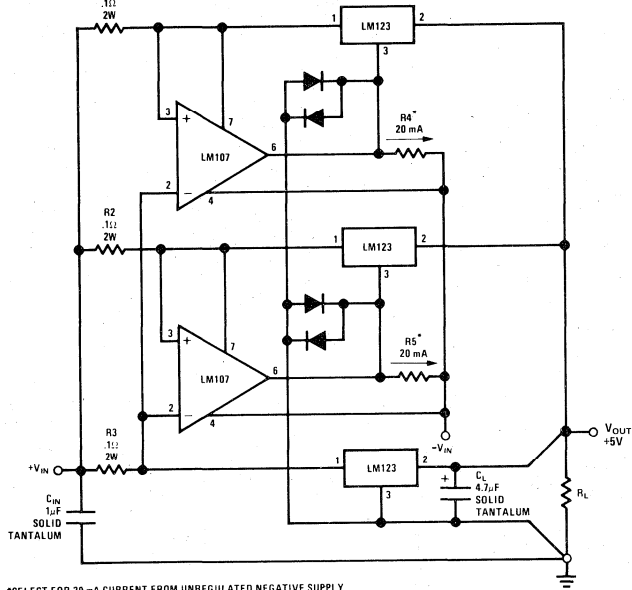 .1Ω
2W
1
LM123
2
3
3
+
7
R4*
20 mA
LM107
6
2
−
4
R2
.1Ω
2W
1
LM123
2
3
3
+
7
R5*
20 mA
LM107
6
2
−
4
R3
.1Ω
2W
−VIN
VOUT
+5V
+VIN
1
LM123
2
3
+
CL
4.7μF
SOLID
TANTALUM
RL
CIN
1μF
SOLID
TANTALUM
*SELECT FOR 20 mA CURRENT FROM UNREGULATED NEGATIVE SUPPLY